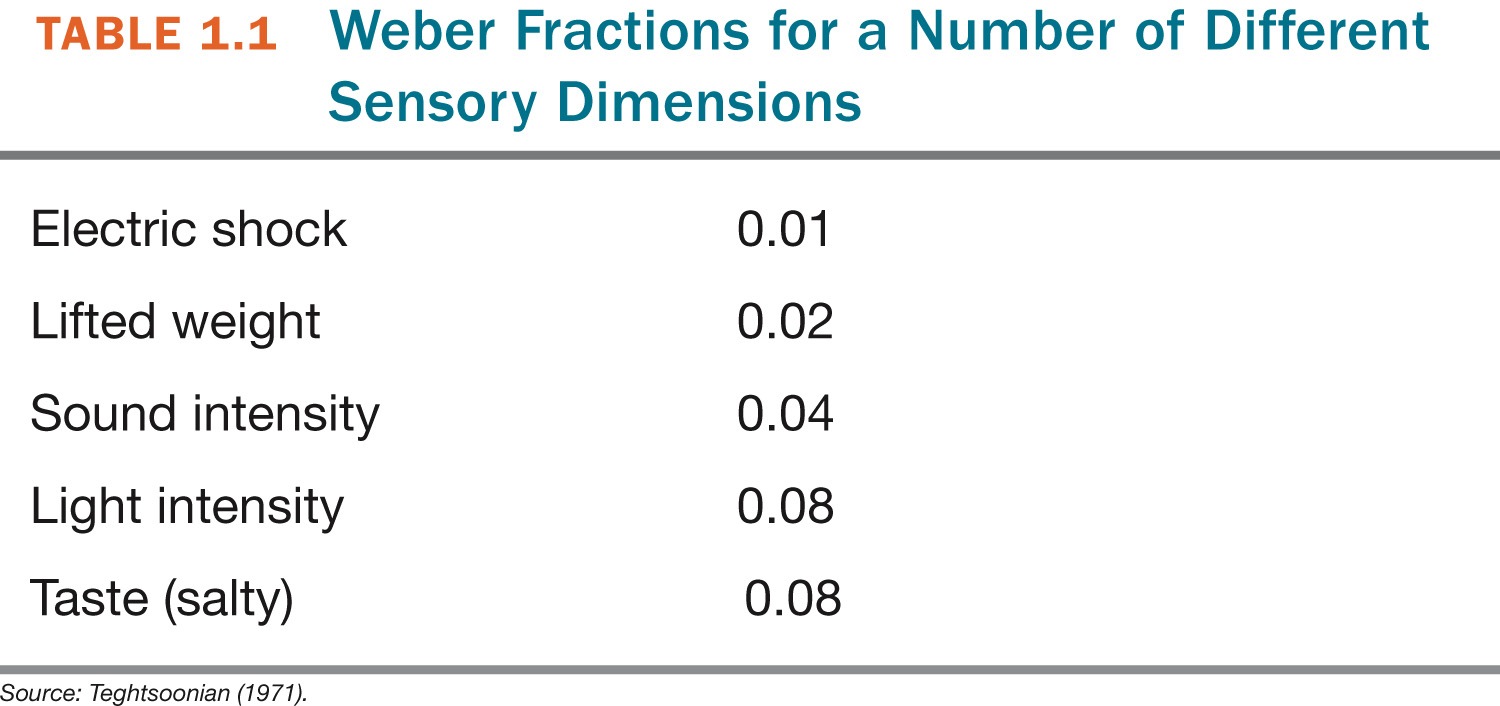 TABLE 1.1 Weber Fractions for a Number of Different
Sensory Dimensions
Electric shock 0.01
Lifted weight 0.02
Sound intensity 0.04
Light intensity 0.08
Taste (salty) 0.08
Source: Teghtsoonian (1971).